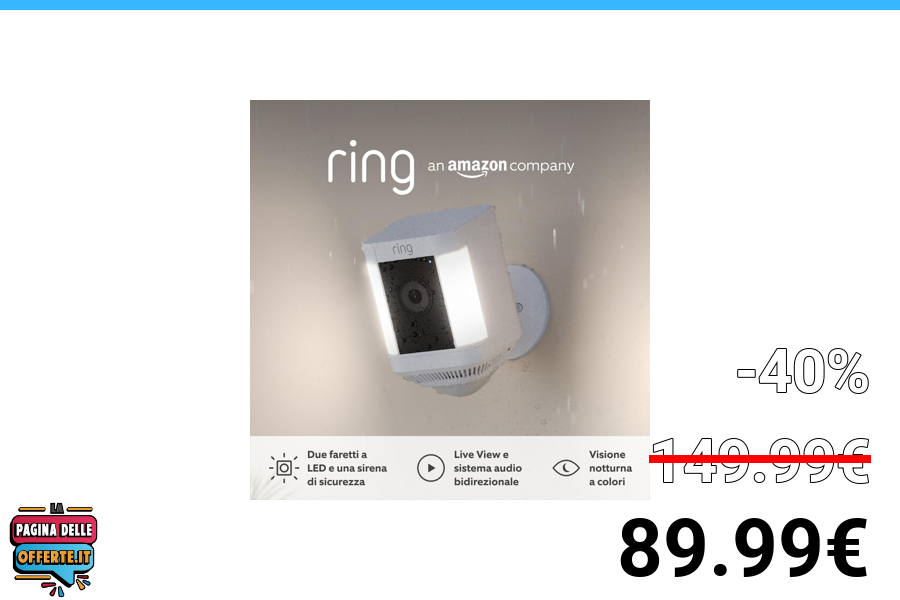 ring an amazon company
ring
Due faretti a
LED e una sirena
di sicurezza
Live View e
sistema audio
bidirezionale
Visione
notturna
a colori
-40%
149.99€
89.99€
LA
PAGINA DELLE
OFFERTE.IT